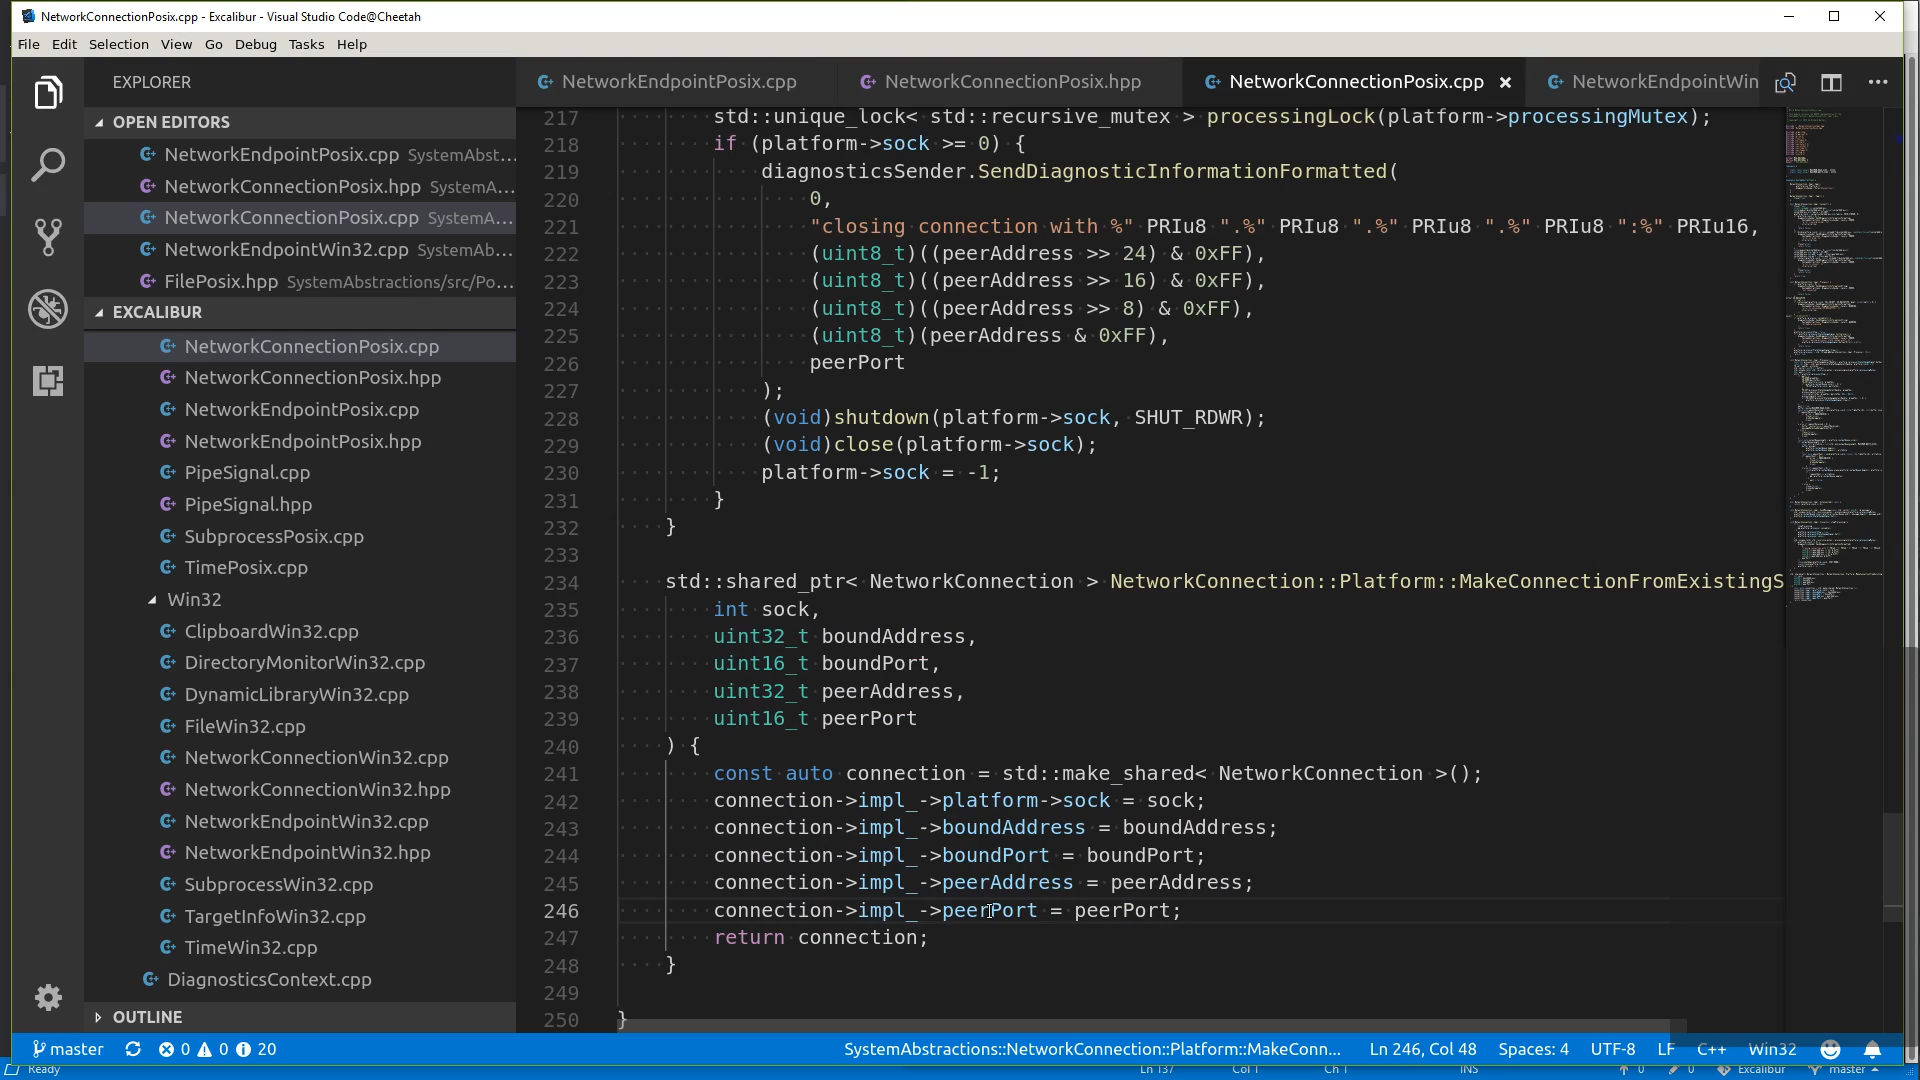 NetworkConnectionPosix.cpp - Excalibur - Visual Studio Code@Cheetah
File Edit Selection View Go Debug Tasks Help
EXPLORER
OPEN EDITORS
NetworkEndpointPosix.cpp SystemAbst...
NetworkConnectionPosix.hpp SystemA...
NetworkConnectionPosix.cpp SystemA...
NetworkEndpointWin32.cpp SystemAb...
FilePosix.hpp SystemAbstractions/src/Po...
EXCALIBUR
NetworkConnectionPosix.cpp
NetworkConnectionPosix.hpp
NetworkEndpointPosix.cpp
NetworkEndpointPosix.hpp
PipeSignal.cpp
PipeSignal.hpp
SubprocessPosix.cpp
TimePosix.cpp
Win32
ClipboardWin32.cpp
DirectoryMonitorWin32.cpp
DynamicLibraryWin32.cpp
FileWin32.cpp
NetworkConnectionWin32.cpp
NetworkConnectionWin32.hpp
NetworkEndpointWin32.cpp
NetworkEndpointWin32.hpp
SubprocessWin32.cpp
TargetInfoWin32.cpp
TimeWin32.cpp
DiagnosticsContext.cpp
OUTLINE
NetworkEndpointPosix.cpp NetworkConnectionPosix.hpp NetworkConnectionPosix.cpp NetworkEndpointWin
217 std::unique_lock< std::recursive_mutex > processingLock(platform->processingMutex);
218 if (platform->sock >= 0) {
219 diagnosticsSender.SendDiagnosticInformationFormatted(
220 0,
221 "closing connection with %" PRIu8 ".%" PRIu8 ".%" PRIu8 ".%" PRIu8 ":%" PRIu16,
222 (uint8_t)((peerAddress >> 24) & 0xFF),
223 (uint8_t)((peerAddress >> 16) & 0xFF),
224 (uint8_t)((peerAddress >> 8) & 0xFF),
225 (uint8_t)(peerAddress & 0xFF),
226 peerPort
227 );
228 (void)shutdown(platform->sock, SHUT_RDWR);
229 (void)close(platform->sock);
230 platform->sock = -1;
231 }
232 }
233
234 std::shared_ptr< NetworkConnection > NetworkConnection::Platform::MakeConnectionFromExistingS
235 int sock,
236 uint32_t boundAddress,
237 uint16_t boundPort,
238 uint32_t peerAddress,
239 uint16_t peerPort
240 ) {
241 const auto connection = std::make_shared< NetworkConnection >();
242 connection->impl_->platform->sock = sock;
243 connection->impl_->boundAddress = boundAddress;
244 connection->impl_->boundPort = boundPort;
245 connection->impl_->peerAddress = peerAddress;
246 connection->impl_->peerPort = peerPort;
247 return connection;
248 }
249
250 }
master 0 0 20 SystemAbstractions::NetworkConnection::Platform::MakeConn... Ln 246, Col 48 Spaces: 4 UTF-8 LF C++ Win32
Ready Ln 137 Col 1 Ch 1 INS 0 0 Excalibur master